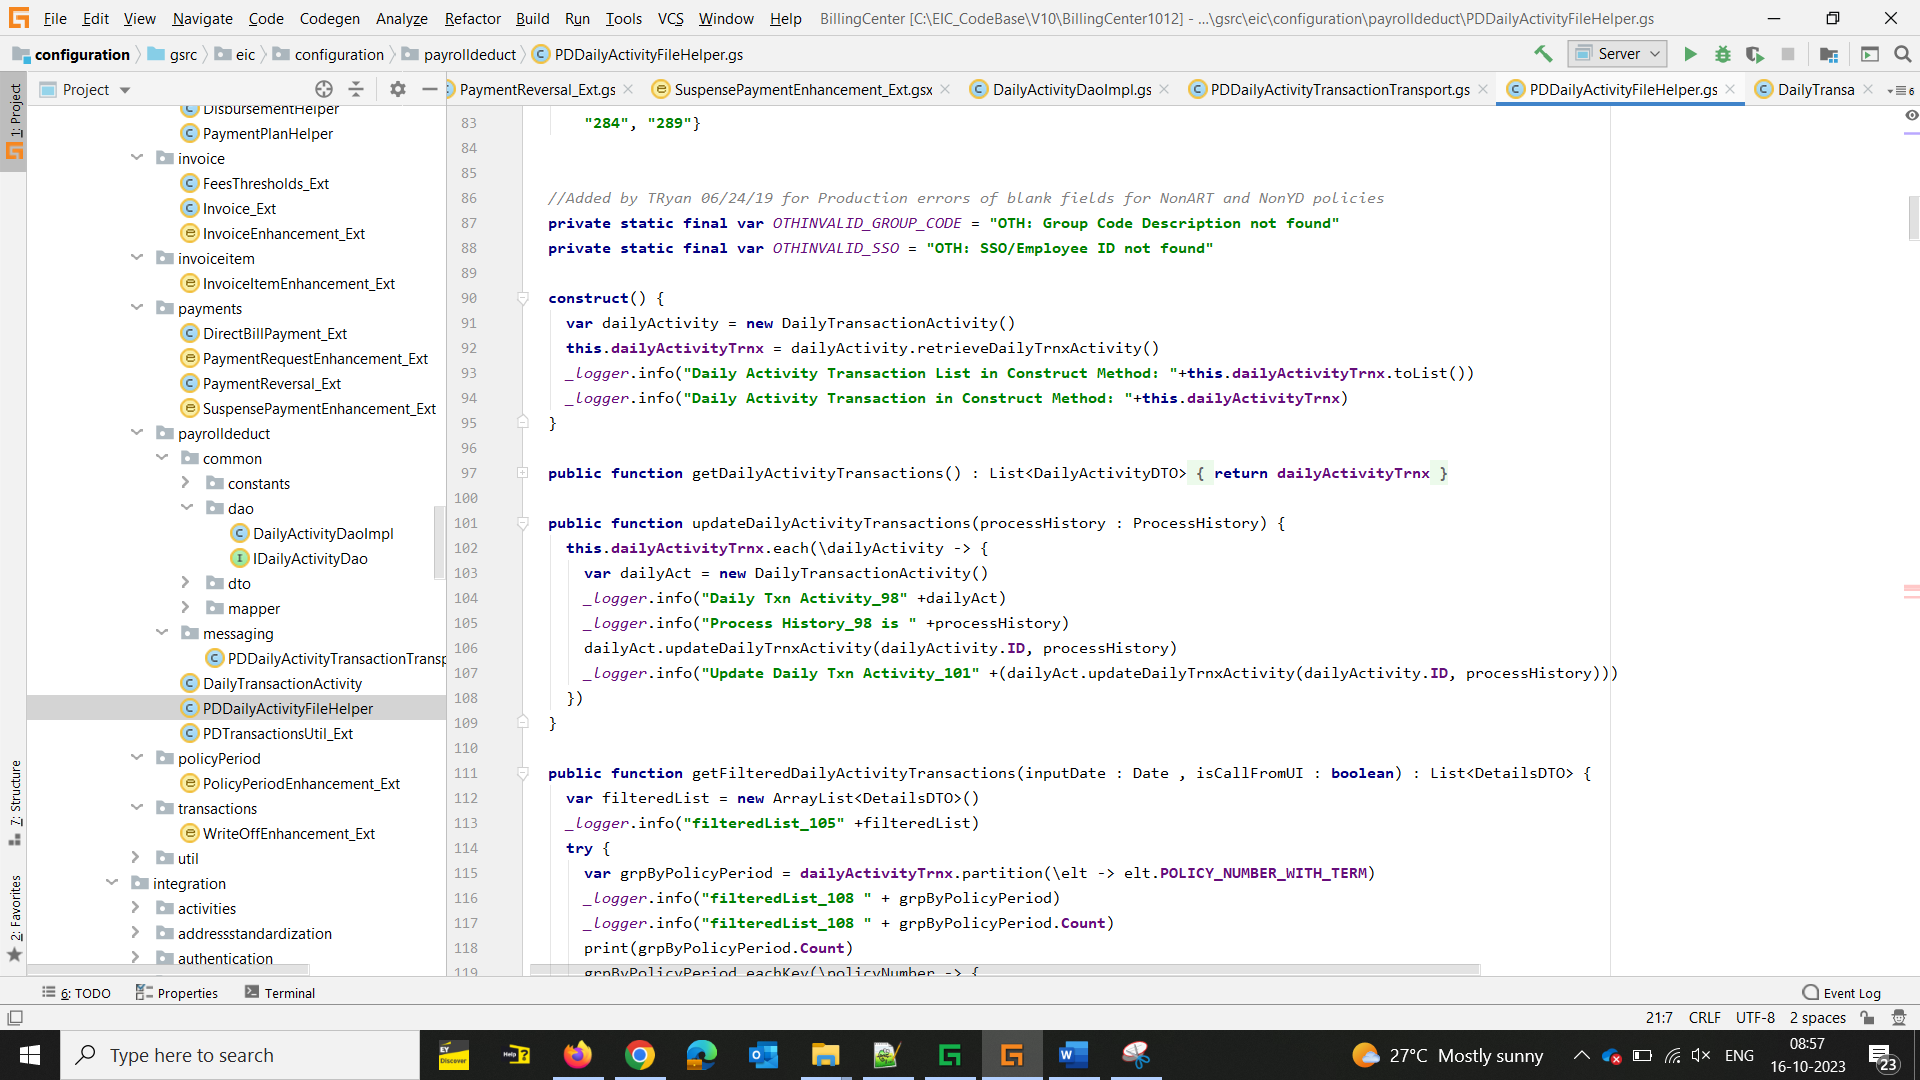 File Edit View Navigate Code Codegen Analyze Refactor Build Run Tools VCS Window Help BillingCenter [C:\EIC_CodeBase\V10\BillingCenter1012] - ...\gsrc\eic\configuration\payrolldeduct\PDDailyActivityFileHelper.gs
configuration gsrc eic configuration payrolldeduct PDDailyActivityFileHelper.gs Server
Project
PaymentReversal_Ext.gs SuspensePaymentEnhancement_Ext.gsx DailyActivityDaoImpl.gs PDDailyActivityTransactionTransport.gs PDDailyActivityFileHelper.gs DailyTransa 6
1: Project
7: Structure
2: Favorites
DisbursementHelper
PaymentPlanHelper
invoice
FeesThresholds_Ext
Invoice_Ext
InvoiceEnhancement_Ext
invoiceitem
InvoiceItemEnhancement_Ext
payments
DirectBillPayment_Ext
PaymentRequestEnhancement_Ext
PaymentReversal_Ext
SuspensePaymentEnhancement_Ext
payrolldeduct
common
constants
dao
DailyActivityDaoImpl
IDailyActivityDao
dto
mapper
messaging
PDDailyActivityTransactionTransp
DailyTransactionActivity
PDDailyActivityFileHelper
PDTransactionsUtil_Ext
policyPeriod
PolicyPeriodEnhancement_Ext
transactions
WriteOffEnhancement_Ext
util
integration
activities
addressstandardization
authentication
83 "284", "289"}
84
85
86 //Added by TRyan 06/24/19 for Production errors of blank fields for NonART and NonYD policies
87 private static final var OTHINVALID_GROUP_CODE = "OTH: Group Code Description not found"
88 private static final var OTHINVALID_SSO = "OTH: SSO/Employee ID not found"
89
90 construct() {
91 var dailyActivity = new DailyTransactionActivity()
92 this.dailyActivityTrnx = dailyActivity.retrieveDailyTrnxActivity()
93 _logger.info("Daily Activity Transaction List in Construct Method: "+this.dailyActivityTrnx.toList())
94 _logger.info("Daily Activity Transaction in Construct Method: "+this.dailyActivityTrnx)
95 }
96
97 public function getDailyActivityTransactions() : List<DailyActivityDTO> { return dailyActivityTrnx }
100
101 public function updateDailyActivityTransactions(processHistory : ProcessHistory) {
102 this.dailyActivityTrnx.each(\dailyActivity -> {
103 var dailyAct = new DailyTransactionActivity()
104 _logger.info("Daily Txn Activity_98" +dailyAct)
105 _logger.info("Process History_98 is " +processHistory)
106 dailyAct.updateDailyTrnxActivity(dailyActivity.ID, processHistory)
107 _logger.info("Update Daily Txn Activity_101" +(dailyAct.updateDailyTrnxActivity(dailyActivity.ID, processHistory)))
108 })
109 }
110
111 public function getFilteredDailyActivityTransactions(inputDate : Date , isCallFromUI : boolean) : List<DetailsDTO> {
112 var filteredList = new ArrayList<DetailsDTO>()
113 _logger.info("filteredList_105" +filteredList)
114 try {
115 var grpByPolicyPeriod = dailyActivityTrnx.partition(\elt -> elt.POLICY_NUMBER_WITH_TERM)
116 _logger.info("filteredList_108 " + grpByPolicyPeriod)
117 _logger.info("filteredList_108 " + grpByPolicyPeriod.Count)
118 print(grpByPolicyPeriod.Count)
119 grpByPolicyPeriod.eachKey(\policyNumber -> {
6: TODO Properties Terminal Event Log
21:7 CRLF UTF-8 2 spaces
Type here to search
EY Discover Help ?
27°C Mostly sunny ENG
08:57
16-10-2023
23